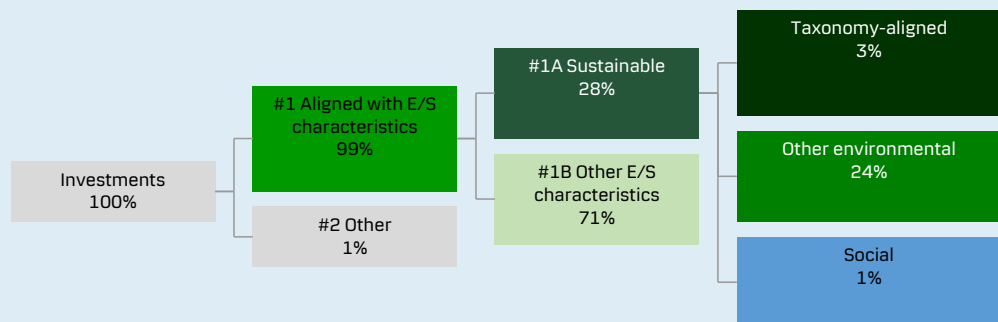 Investments
100%
#1 Aligned with E/S
characteristics
99%
#2 Other
1%
#1A Sustainable
28%
#1B Other E/S
characteristics
71%
Taxonomy-aligned
3%
Other environmental
24%
Social
1%